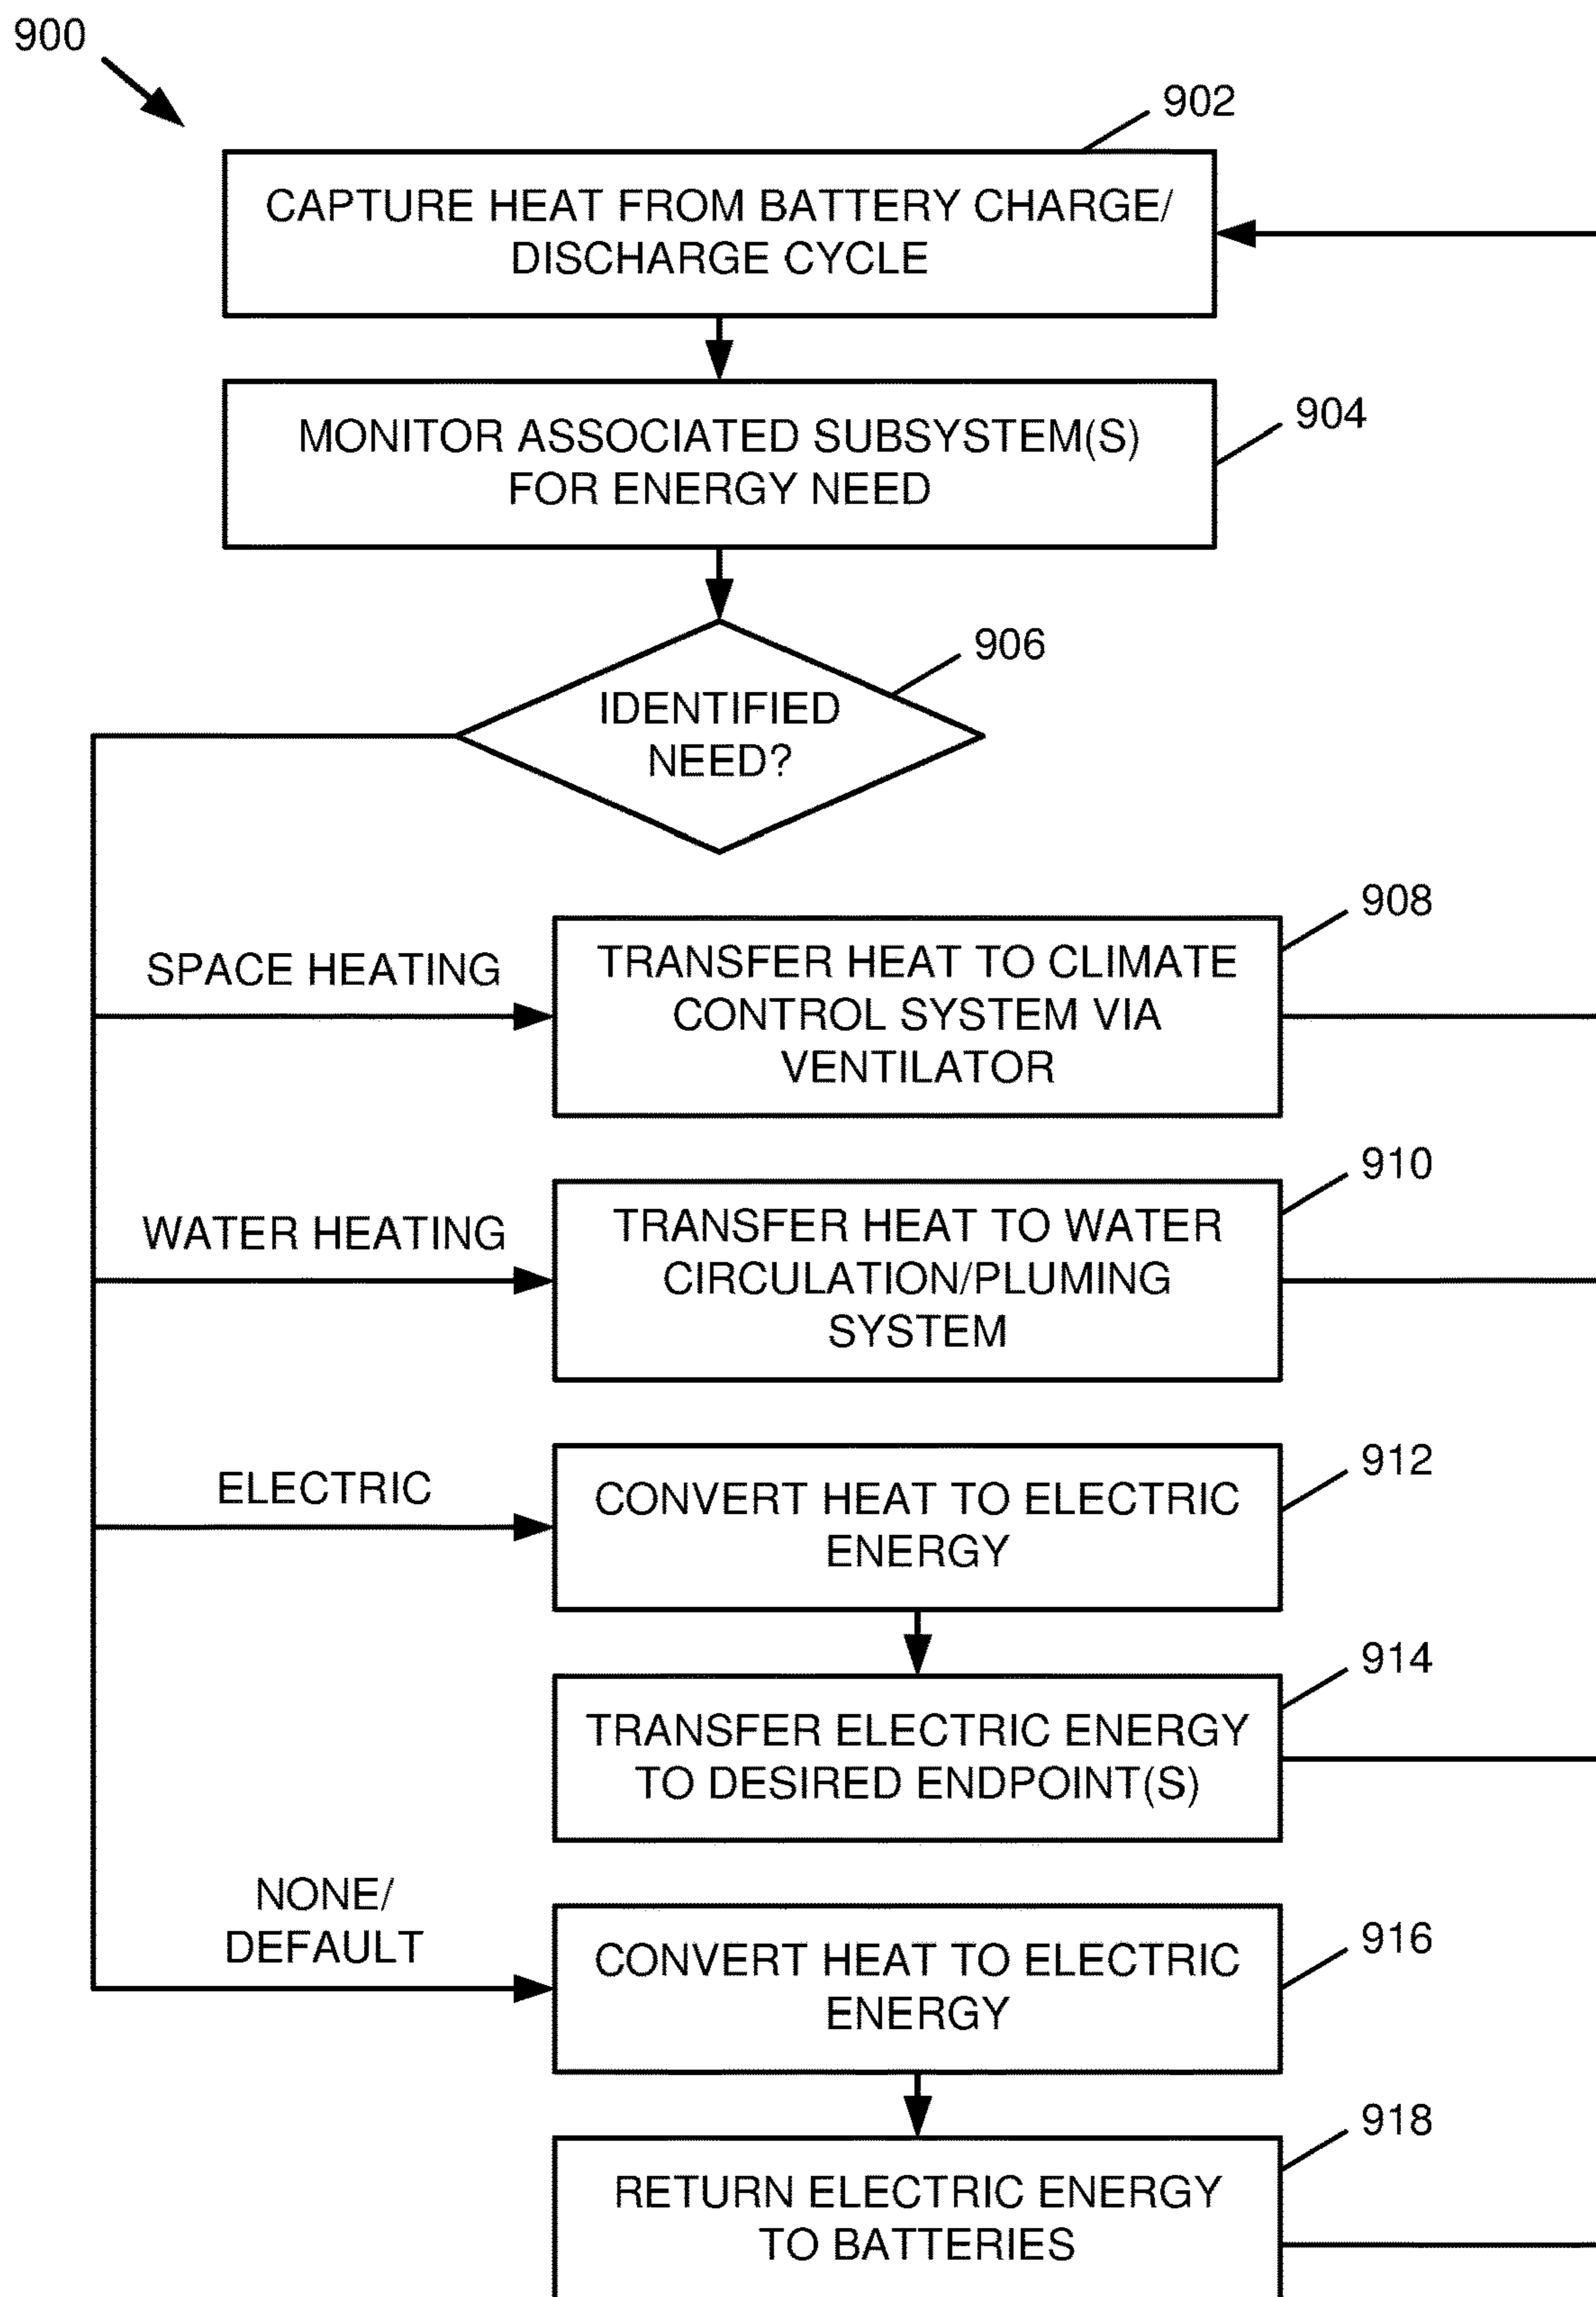 900
902
CAPTURE HEAT FROM BATTERY CHARGE/
DISCHARGE CYCLE
904
MONITOR ASSOCIATED SUBSYSTEM(S)
FOR ENERGY NEED
906
IDENTIFIED
NEED?
908
SPACE HEATING
TRANSFER HEAT TO CLIMATE
CONTROL SYSTEM VIA
VENTILATOR
910
WATER HEATING
TRANSFER HEAT TO WATER
CIRCULATION/PLUMING
SYSTEM
912
ELECTRIC
CONVERT HEAT TO ELECTRIC
ENERGY
914
TRANSFER ELECTRIC ENERGY
TO DESIRED ENDPOINT(S)
NONE/
DEFAULT
916
CONVERT HEAT TO ELECTRIC
ENERGY
918
RETURN ELECTRIC ENERGY
TO BATTERIES